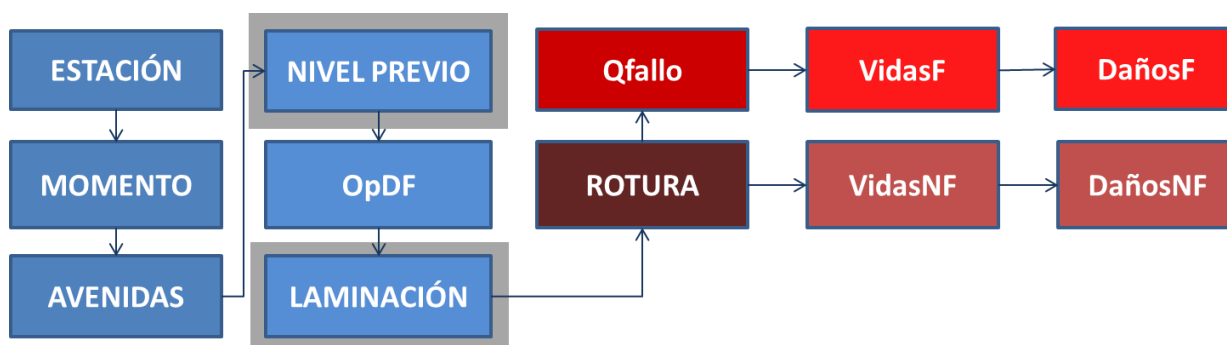 ESTACIÓN
MOMENTO
AVENIDAS
NIVEL PREVIO
OpDF
LAMINACIÓN
Qfallo
ROTURA
VidasF
VidasNF
DañosF
DañosNF